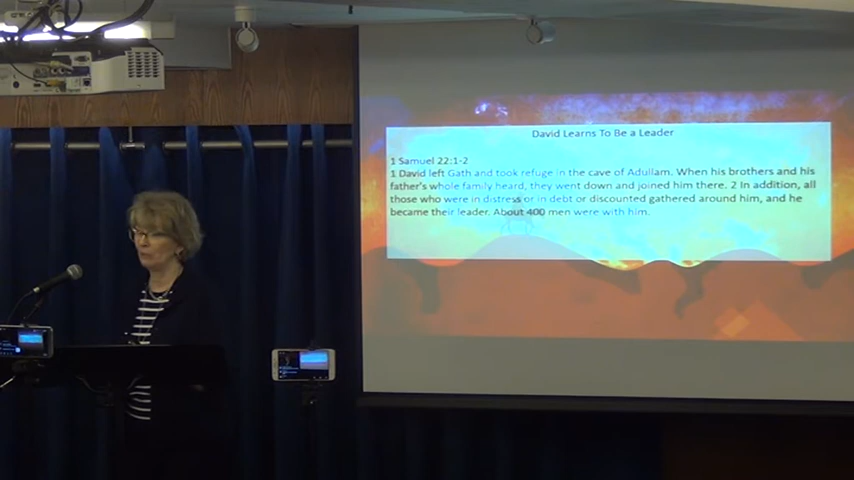 David Learns To Be a Leader
1 Samuel 22:1-2
1 David left Gath and took refuge in the cave of Adullam. When his brothers and his
father's whole family heard, they went down and joined him there. 2 In addition, all
those who were in distress or in debt or discounted gathered around him, and he
became their leader. About 400 men were with him.